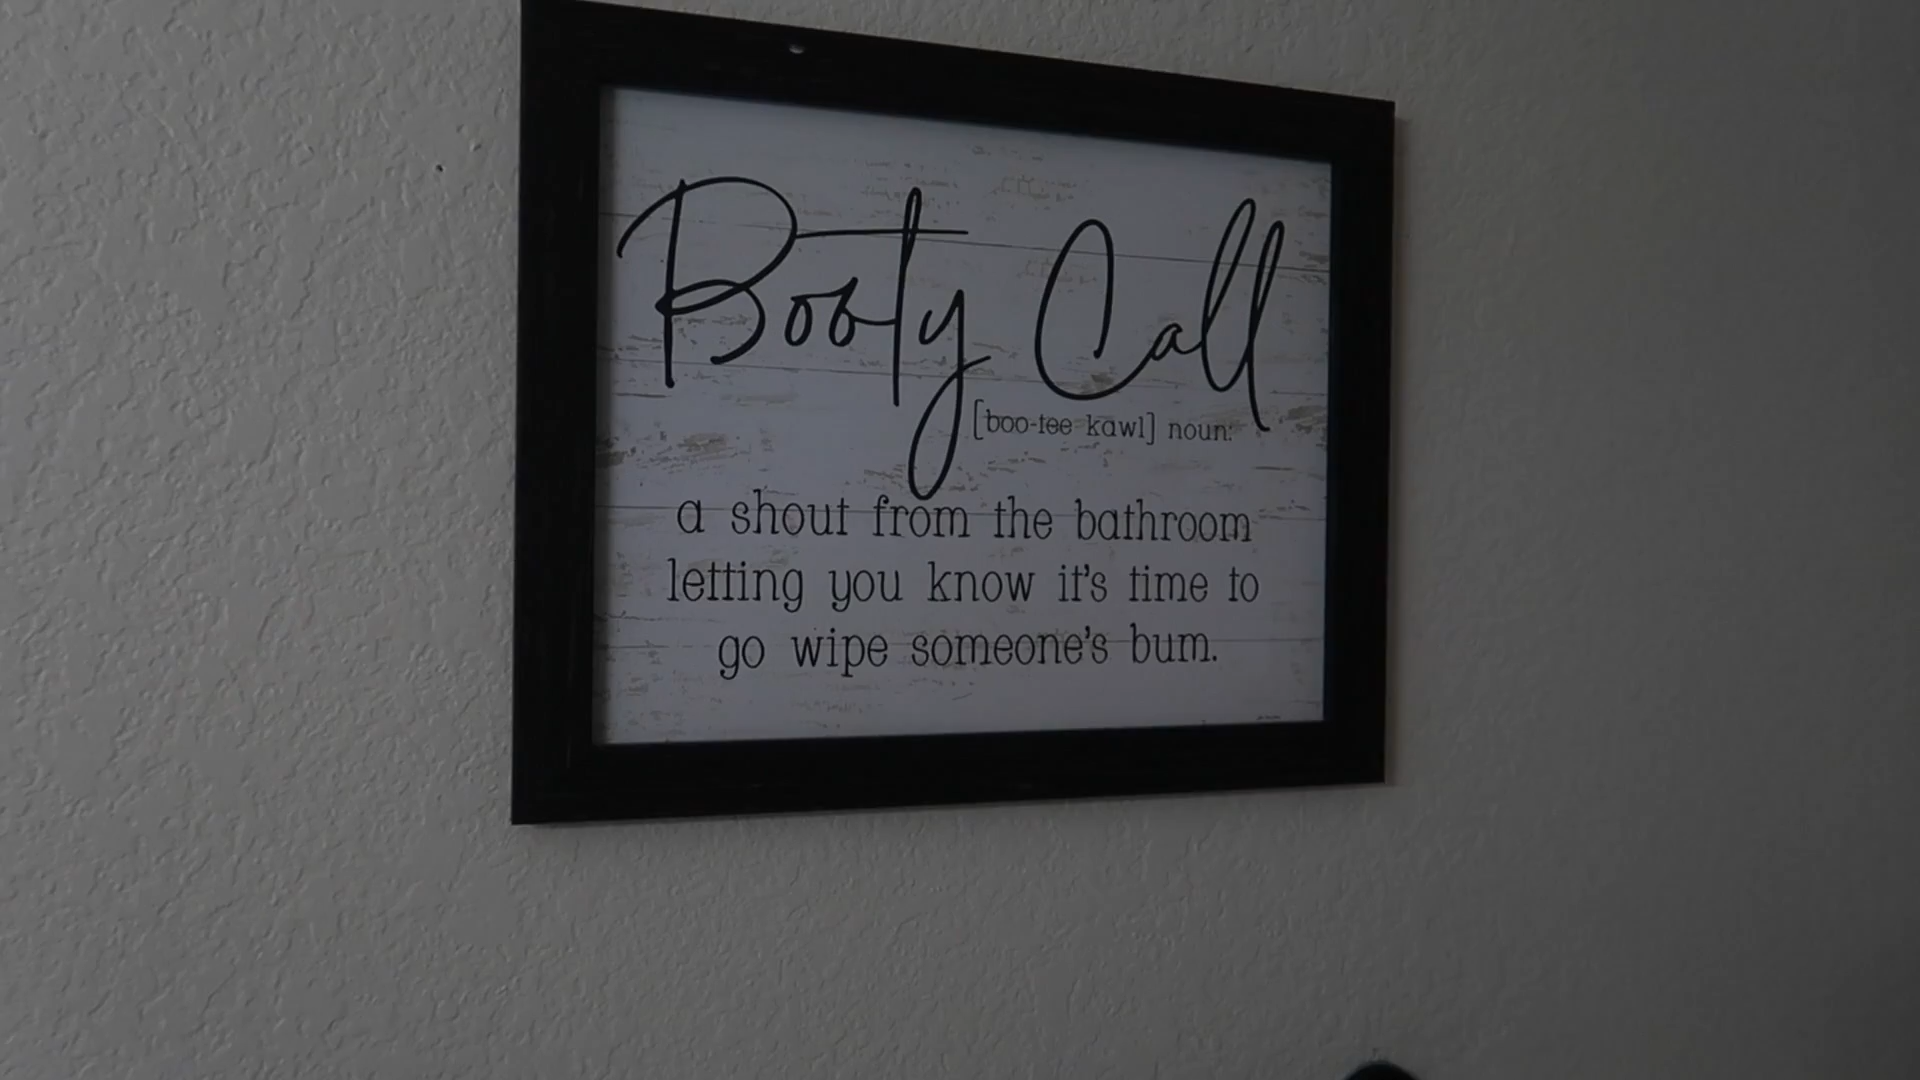 Booty Call
[boo-tee kawl] noun:
a shout from the bathroom
letting you know it's time to
go wipe someone's bum.